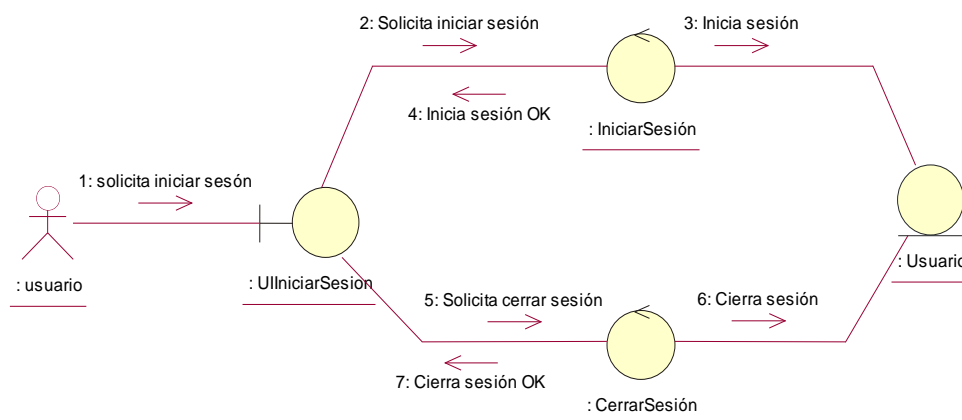 2: Solicita iniciar sesión
3: Inicia sesión
4: Inicia sesión OK
: IniciarSesión
1: solicita iniciar sesón
: usuario
: UIIniciarSesion
: Usuario
5: Solicita cerrar sesión
6: Cierra sesión
7: Cierra sesión OK
: CerrarSesión